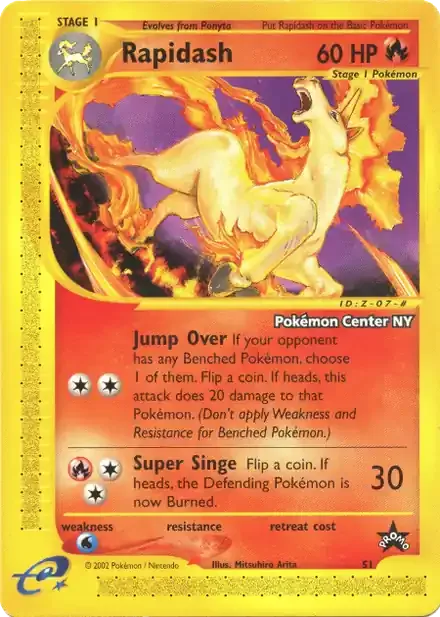 STAGE 1 Evolves from Ponyta Put Rapidash on the Basic Pokémon
Rapidash 60 HP
Stage 1 Pokémon
ID:Z-07-#
Pokémon Center NY
Jump Over If your opponent
has any Benched Pokémon, choose
1 of them. Flip a coin. If heads, this
attack does 20 damage to that
Pokémon. (Don't apply Weakness and
Resistance for Benched Pokémon.)
Super Singe Flip a coin. If
heads, the Defending Pokémon is
now Burned.
30
weakness resistance retreat cost
PROMO
e
© 2002 Pokémon / Nintendo Illus. Mitsuhiro Arita 51